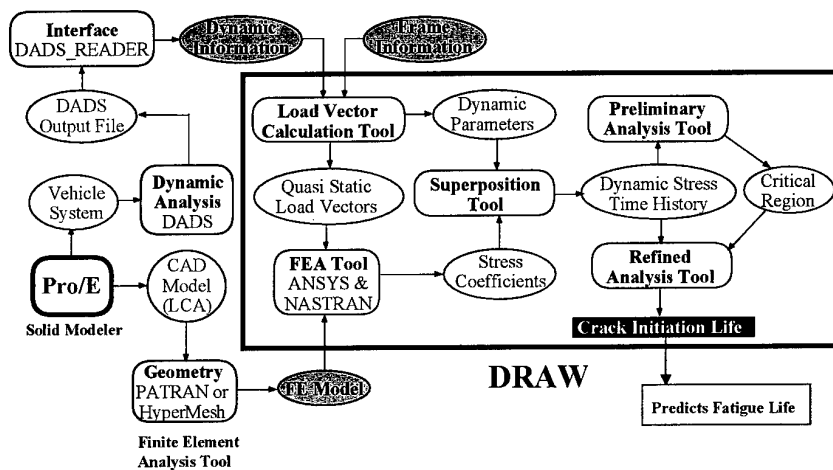 Interface
DADS_READER
Dynamic
Information
Frame
Information
DADS
Output File
Load Vector
Calculation Tool
Dynamic
Parameters
Preliminary
Analysis Tool
Vehicle
System
Dynamic
Analysis
DADS
Quasi Static
Load Vectors
Superposition
Tool
Dynamic Stress
Time History
Critical
Region
Pro/E
Solid Modeler
CAD
Model
(LCA)
FEA Tool
ANSYS &
NASTRAN
Stress
Coefficients
Refined
Analysis Tool
Crack Initiation Life
Geometry
PATRAN or
HyperMesh
FE Model
DRAW
Predicts Fatigue Life
Finite Element
Analysis Tool